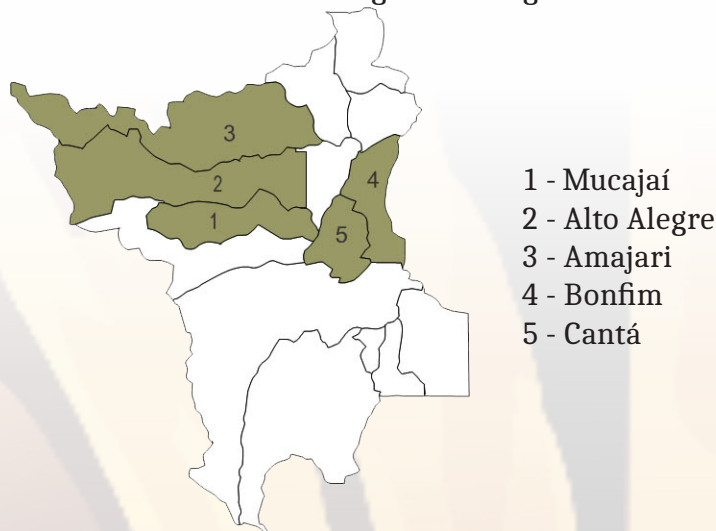 3
2
4
1
5
1 - Mucajaí
2 - Alto Alegre
3 - Amajari
4 - Bonfim
5 - Cantá